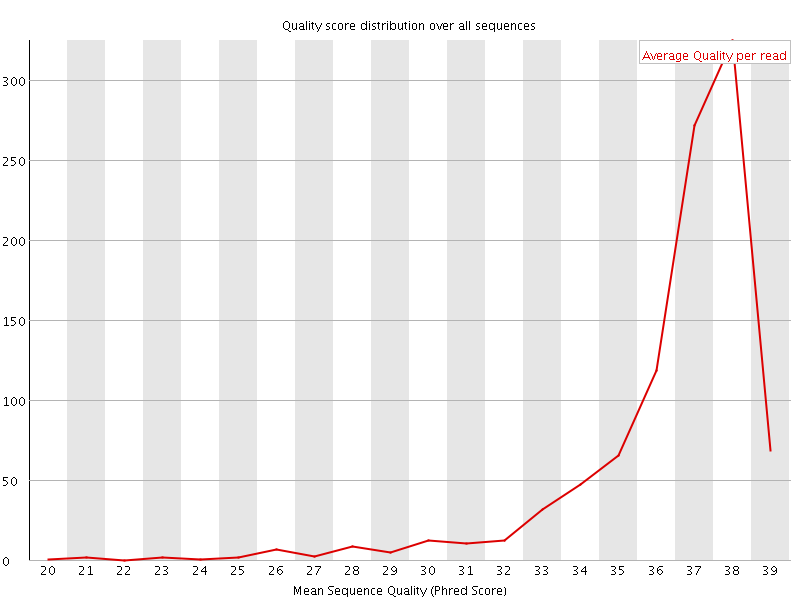 Quality score distribution over all sequences
Average Quality per read
300
250
200
150
100
50
0
20 21 22 23 24 25 26 27 28 29 30 31 32 33 34 35 36 37 38 39
Mean Sequence Quality (Phred Score)